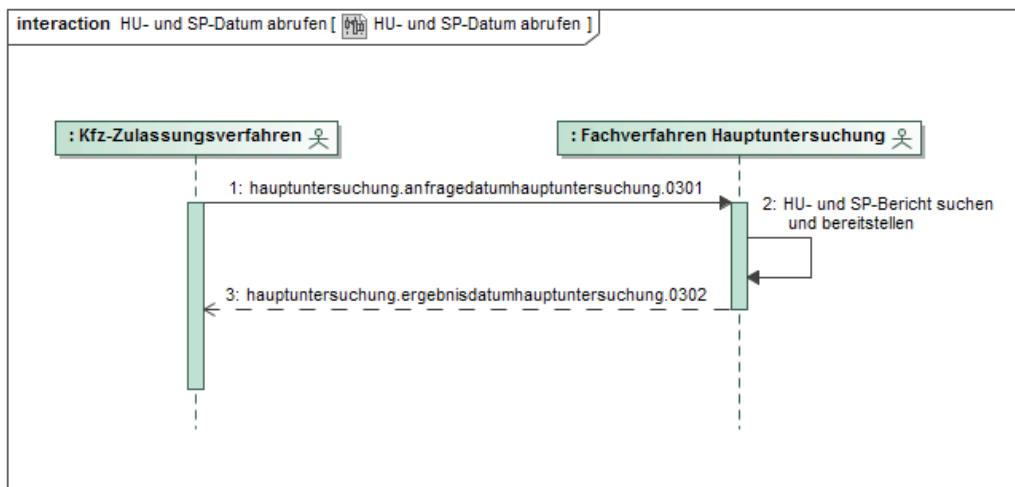 interaction HU- und SP-Datum abrufen [ HU- und SP-Datum abrufen ]
: Kfz-Zulassungsverfahren
: Fachverfahren Hauptuntersuchung
1: hauptuntersuchung.anfragedatumhauptuntersuchung.0301
2: HU- und SP-Bericht suchen
und bereitstellen
3: hauptuntersuchung.ergebnisdatumhauptuntersuchung.0302